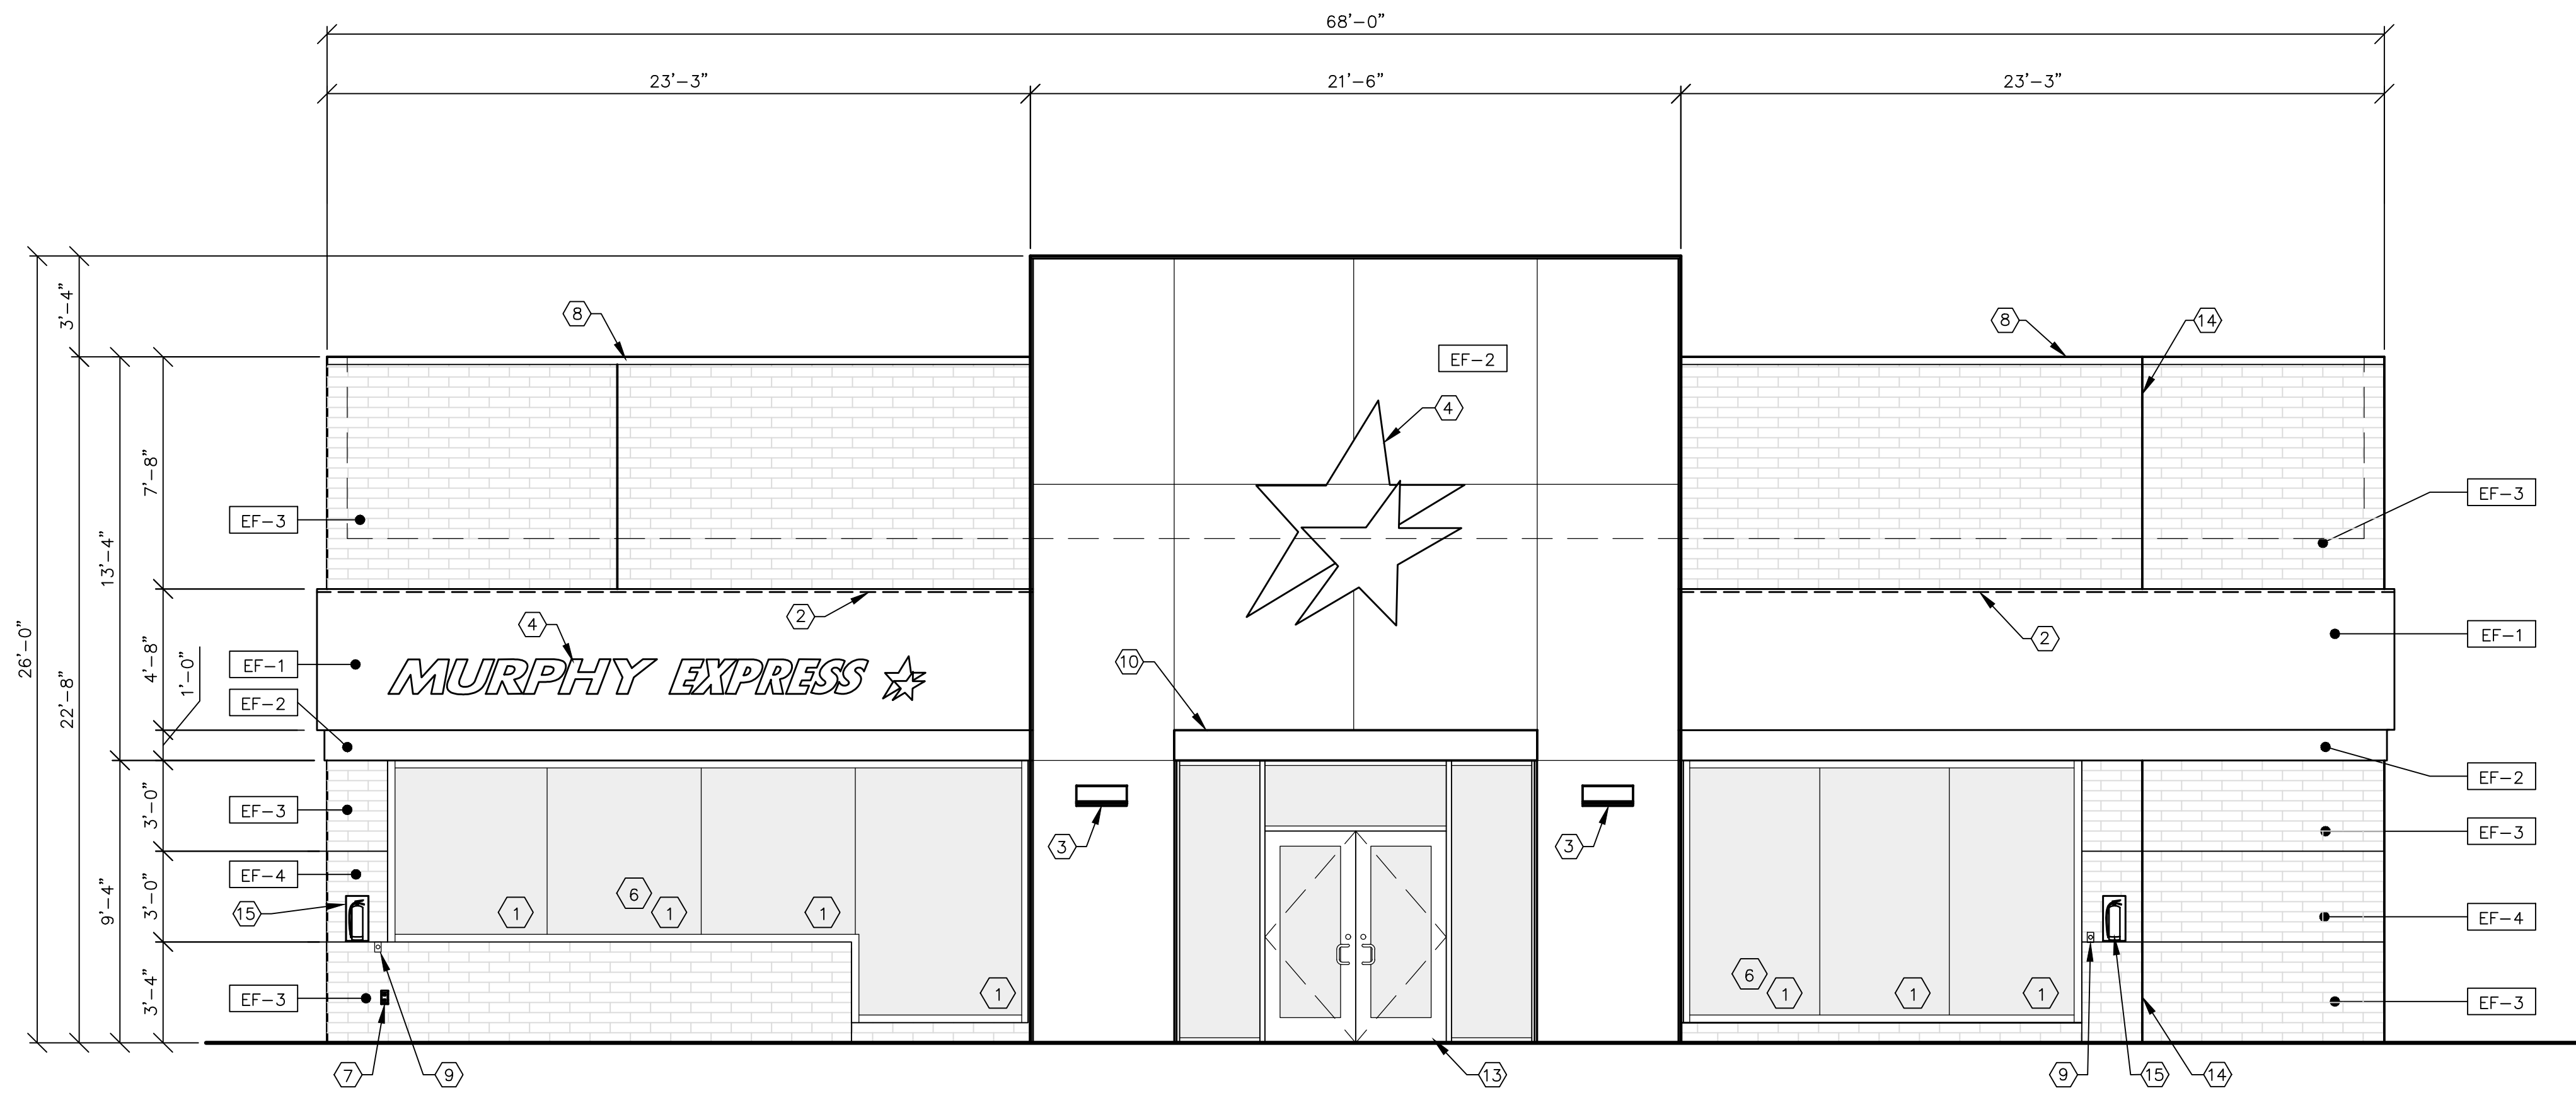 68'-0"
23'-3" 21'-6" 23'-3"
3'-4"
8 8 14
EF-2
4
7'-8"
EF-3 EF-3
13'-4"
26'-0"
22'-8"
4'-8"
1'-0"
2 2
4
EF-1 EF-1
MURPHY EXPRESS
10
EF-2 EF-2
3'-0"
EF-3 EF-3
3 3
EF-4 EF-4
9'-4"
3'-0"
15
6
1 1 1
3'-4"
6
1 1 1 1
EF-3 EF-3
7 9 13 9 15 14